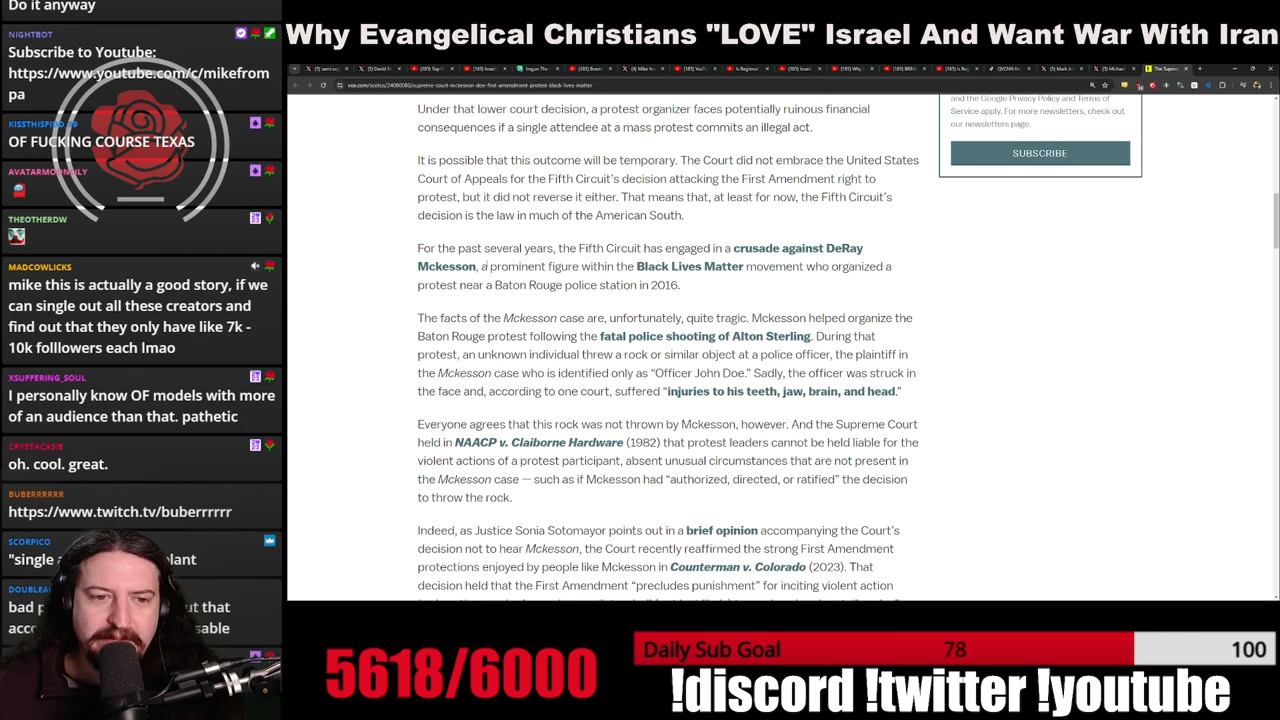 Do it anyway
NIGHTBOT
Subscribe to Youtube:
https://www.youtube.com/c/mikefrom
pa
OF FUCKING COURSE TEXAS
THEOTHERDW
MADCOWLICKS
mike this is actually a good story, if we
can single out all these creators and
find out that they only have like 7k -
10k folllowers each lmao
XSUFFERING_SOUL
I personally know OF models with more
of an audience than that. pathetic
CRYSTACASIE
oh. cool. great.
BUBERRRRRR
https://www.twitch.tv/buberrrrrr
SCORPICO
"single
lant
DOUBLEA
bad p
ut that
acco
sable
Why Evangelical Christians "LOVE" Israel And Want War With Iran
vox.com/scotus/24080080/supreme-court-mckesson-doe-first-amendment-protest-black-lives-matter
Under that lower court decision, a protest organizer faces potentially ruinous financial
consequences if a single attendee at a mass protest commits an illegal act.
It is possible that this outcome will be temporary. The Court did not embrace the United States
Court of Appeals for the Fifth Circuit's decision attacking the First Amendment right to
protest, but it did not reverse it either. That means that, at least for now, the Fifth Circuit's
decision is the law in much of the American South.
For the past several years, the Fifth Circuit has engaged in a crusade against DeRay
Mckesson, a prominent figure within the Black Lives Matter movement who organized a
protest near a Baton Rouge police station in 2016.
The facts of the Mckesson case are, unfortunately, quite tragic. Mckesson helped organize the
Baton Rouge protest following the fatal police shooting of Alton Sterling. During that
protest, an unknown individual threw a rock or similar object at a police officer, the plaintiff in
the Mckesson case who is identified only as "Officer John Doe." Sadly, the officer was struck in
the face and, according to one court, suffered "injuries to his teeth, jaw, brain, and head."
Everyone agrees that this rock was not thrown by Mckesson, however. And the Supreme Court
held in NAACP v. Claiborne Hardware (1982) that protest leaders cannot be held liable for the
violent actions of a protest participant, absent unusual circumstances that are not present in
the Mckesson case — such as if Mckesson had "authorized, directed, or ratified" the decision
to throw the rock.
Indeed, as Justice Sonia Sotomayor points out in a brief opinion accompanying the Court's
decision not to hear Mckesson, the Court recently reaffirmed the strong First Amendment
protections enjoyed by people like Mckesson in Counterman v. Colorado (2023). That
decision held that the First Amendment "precludes punishment" for inciting violent action
and the Google Privacy Policy and Terms of
Service apply. For more newsletters, check out
our newsletters page.
SUBSCRIBE
5618/6000
Daily Sub Goal 78 100
!discord !twitter !youtube